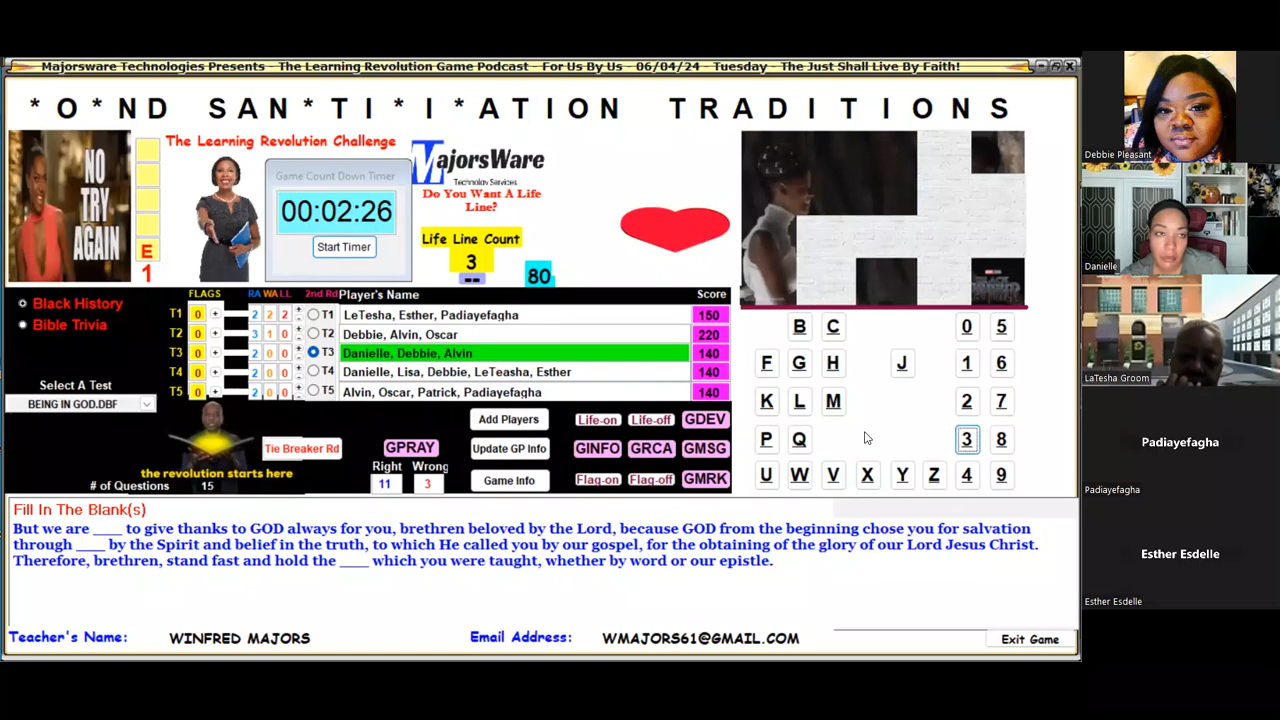 Majorsware Technologies Presents - The Learning Revolution Game Podcast - For Us By Us - 06/04/24 - Tuesday - The Just Shall Live By Faith!
*O*ND SAN*TI*I*ATION TRADITIONS
NO TRY AGAIN
E
1
The Learning Revolution Challenge
Game Count Down Timer
00:02:26
Start Timer
MajorsWare
Technology Services
Do You Want A Life Line?
Life Line Count
3
--
80
Black History
Bible Trivia
FLAGS RA WA LL 2nd Rd Player's Name Score
T1 0 + 2 2 2 T1 LeTesha, Esther, Padiayefagha 150
T2 0 + 3 1 0 T2 Debbie, Alvin, Oscar 220
T3 0 + 2 0 0 T3 Danielle, Debbie, Alvin 140
T4 0 + 2 0 0 T4 Danielle, Lisa, Debbie, LeTeasha, Esther 140
T5 0 + 2 0 0 T5 Alvin, Oscar, Patrick, Padiayefagha 140
Select A Test
BEING IN GOD.DBF
the revolution starts here
# of Questions 15
Tie Breaker Rd
GPRAY
Right Wrong
11 3
Add Players Life-on Life-off GDEV
Update GP Info GINFO GRCA GMSG
Game Info Flag-on Flag-off GMRK
B C 0 5
F G H J 1 6
K L M 2 7
P Q 3 8
U W V X Y Z 4 9
Fill In The Blank(s)
But we are ____ to give thanks to GOD always for you, brethren beloved by the Lord, because GOD from the beginning chose you for salvation
through ____ by the Spirit and belief in the truth, to which He called you by our gospel, for the obtaining of the glory of our Lord Jesus Christ.
Therefore, brethren, stand fast and hold the ____ which you were taught, whether by word or our epistle.
Teacher's Name: WINFRED MAJORS Email Address: WMAJORS61@GMAIL.COM Exit Game
Debbie Pleasant
Danielle
LaTesha Groom
Padiayefagha
Padiayefagha
Esther Esdelle
Esther Esdelle